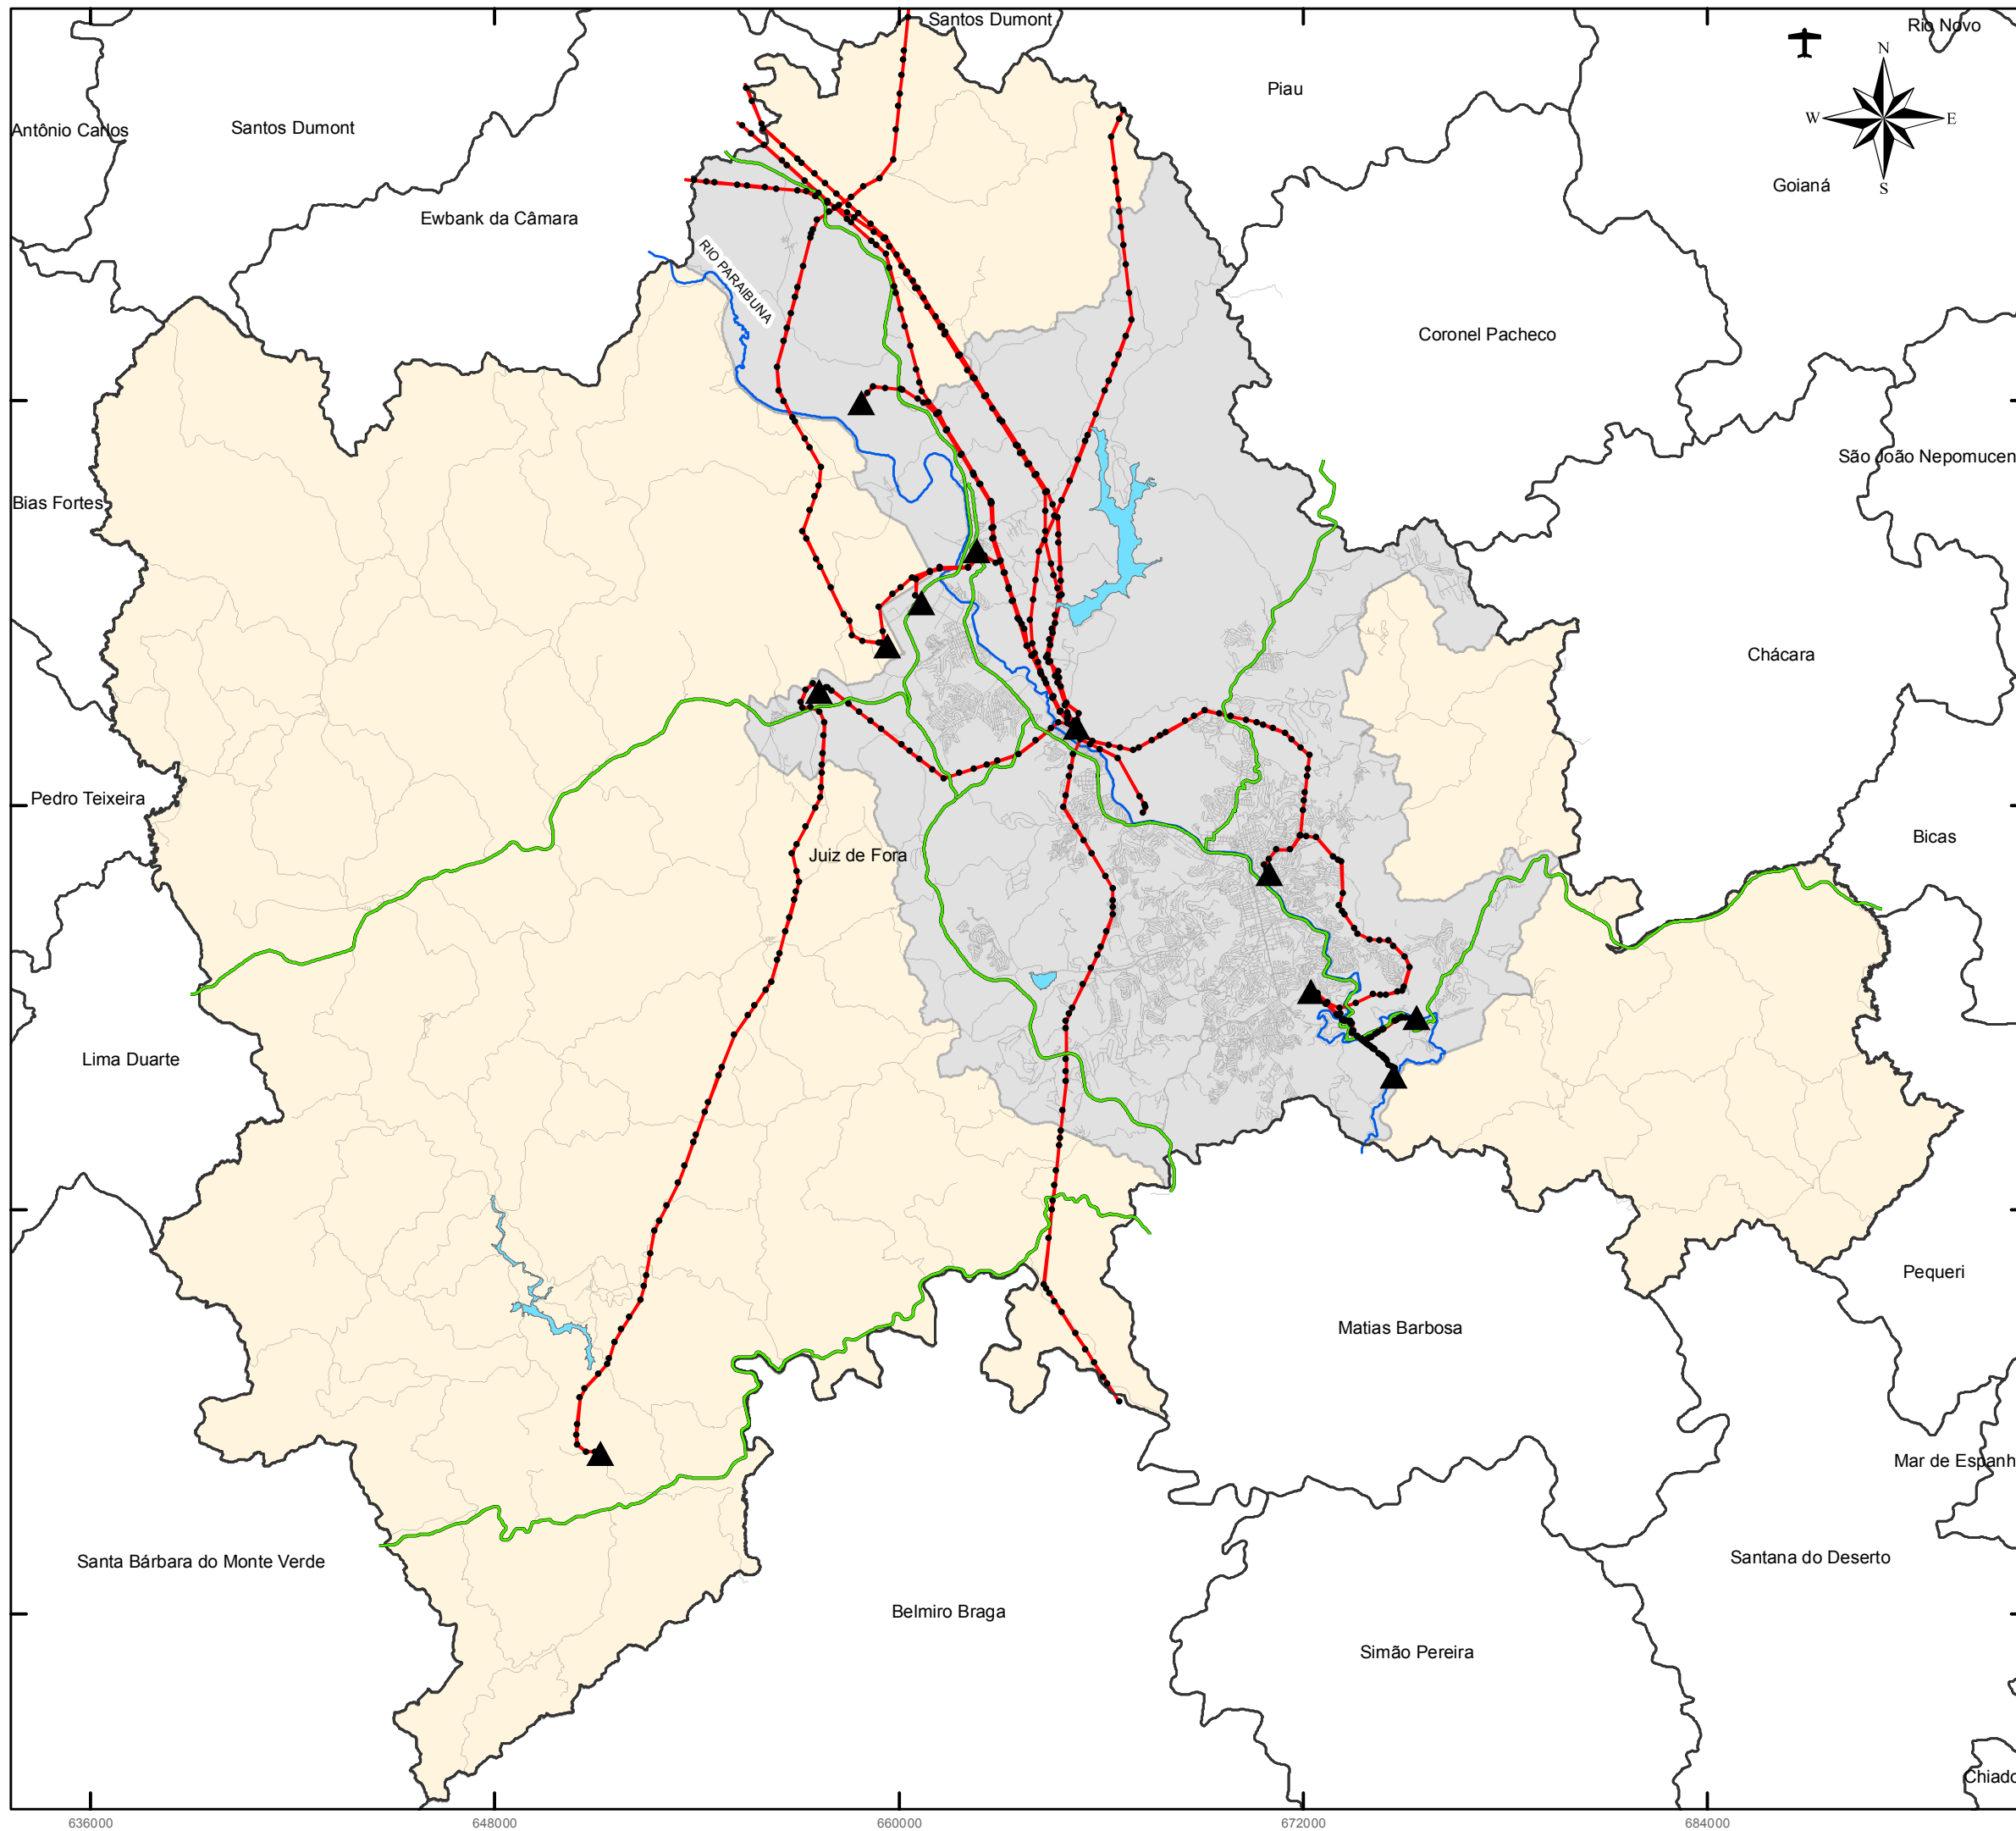 Santos Dumont
Rio Novo
N
Piau
W
E
Antônio Carlos
Santos Dumont
S
Goianá
Ewbank da Câmara
RIO PARAIBUNA
Coronel Pacheco
São João Nepomucen
Bias Fortes
Chácara
Pedro Teixeira
Bicas
Juiz de Fora
Lima Duarte
Pequeri
Matias Barbosa
Mar de Espanh
Santa Bárbara do Monte Verde
Santana do Deserto
Belmiro Braga
Simão Pereira
Chiado
636000
648000
660000
672000
684000